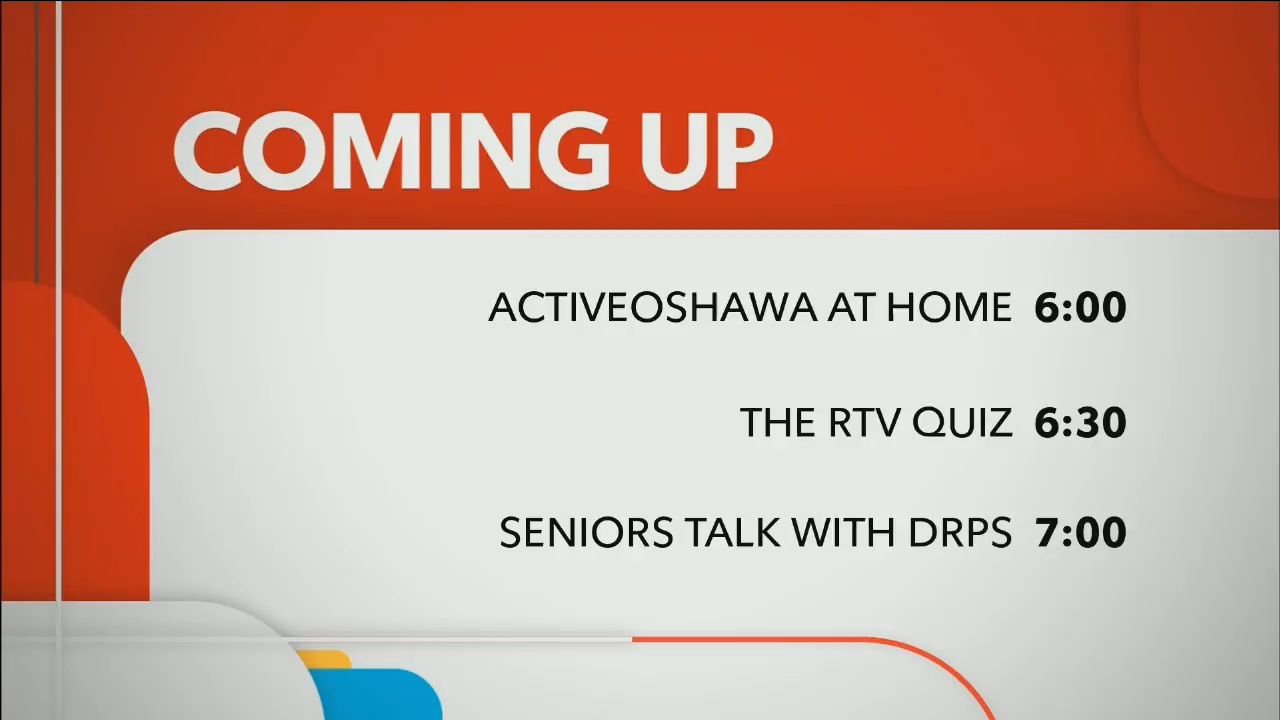 COMING UP
ACTIVEOSHAWA AT HOME 6:00
THE RTV QUIZ 6:30
SENIORS TALK WITH DRPS 7:00